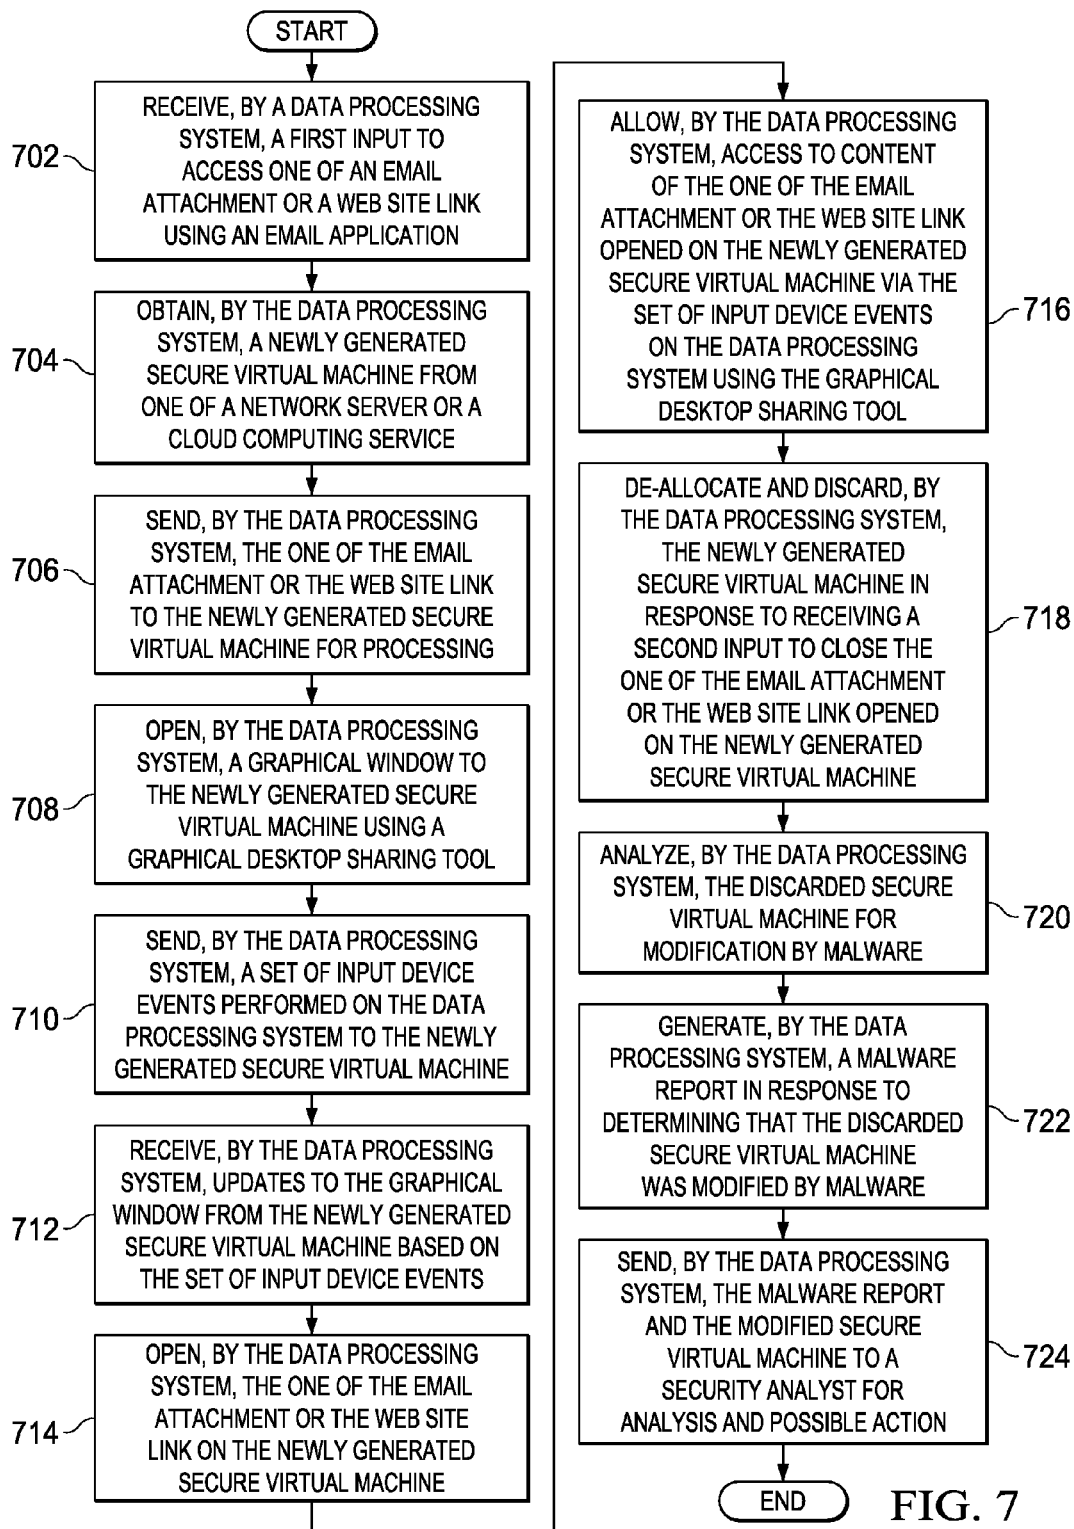 START
702
RECEIVE, BY A DATA PROCESSING
SYSTEM, A FIRST INPUT TO
ACCESS ONE OF AN EMAIL
ATTACHMENT OR A WEB SITE LINK
USING AN EMAIL APPLICATION
704
OBTAIN, BY THE DATA PROCESSING
SYSTEM, A NEWLY GENERATED
SECURE VIRTUAL MACHINE FROM
ONE OF A NETWORK SERVER OR A
CLOUD COMPUTING SERVICE
706
SEND, BY THE DATA PROCESSING
SYSTEM, THE ONE OF THE EMAIL
ATTACHMENT OR THE WEB SITE LINK
TO THE NEWLY GENERATED SECURE
VIRTUAL MACHINE FOR PROCESSING
708
OPEN, BY THE DATA PROCESSING
SYSTEM, A GRAPHICAL WINDOW TO
THE NEWLY GENERATED SECURE
VIRTUAL MACHINE USING A
GRAPHICAL DESKTOP SHARING TOOL
710
SEND, BY THE DATA PROCESSING
SYSTEM, A SET OF INPUT DEVICE
EVENTS PERFORMED ON THE DATA
PROCESSING SYSTEM TO THE NEWLY
GENERATED SECURE VIRTUAL MACHINE
712
RECEIVE, BY THE DATA PROCESSING
SYSTEM, UPDATES TO THE GRAPHICAL
WINDOW FROM THE NEWLY GENERATED
SECURE VIRTUAL MACHINE BASED ON
THE SET OF INPUT DEVICE EVENTS
714
OPEN, BY THE DATA PROCESSING
SYSTEM, THE ONE OF THE EMAIL
ATTACHMENT OR THE WEB SITE
LINK ON THE NEWLY GENERATED
SECURE VIRTUAL MACHINE
ALLOW, BY THE DATA PROCESSING
SYSTEM, ACCESS TO CONTENT
OF THE ONE OF THE EMAIL
ATTACHMENT OR THE WEB SITE LINK
OPENED ON THE NEWLY GENERATED
SECURE VIRTUAL MACHINE VIA THE
SET OF INPUT DEVICE EVENTS
ON THE DATA PROCESSING
SYSTEM USING THE GRAPHICAL
DESKTOP SHARING TOOL
716
DE-ALLOCATE AND DISCARD, BY
THE DATA PROCESSING SYSTEM,
THE NEWLY GENERATED
SECURE VIRTUAL MACHINE IN
RESPONSE TO RECEIVING A
SECOND INPUT TO CLOSE THE
ONE OF THE EMAIL ATTACHMENT
OR THE WEB SITE LINK OPENED
ON THE NEWLY GENERATED
SECURE VIRTUAL MACHINE
718
ANALYZE, BY THE DATA PROCESSING
SYSTEM, THE DISCARDED SECURE
VIRTUAL MACHINE FOR
MODIFICATION BY MALWARE
720
GENERATE, BY THE DATA
PROCESSING SYSTEM, A MALWARE
REPORT IN RESPONSE TO
DETERMINING THAT THE DISCARDED
SECURE VIRTUAL MACHINE
WAS MODIFIED BY MALWARE
722
SEND, BY THE DATA PROCESSING
SYSTEM, THE MALWARE REPORT
AND THE MODIFIED SECURE
VIRTUAL MACHINE TO A
SECURITY ANALYST FOR
ANALYSIS AND POSSIBLE ACTION
724
END
FIG. 7